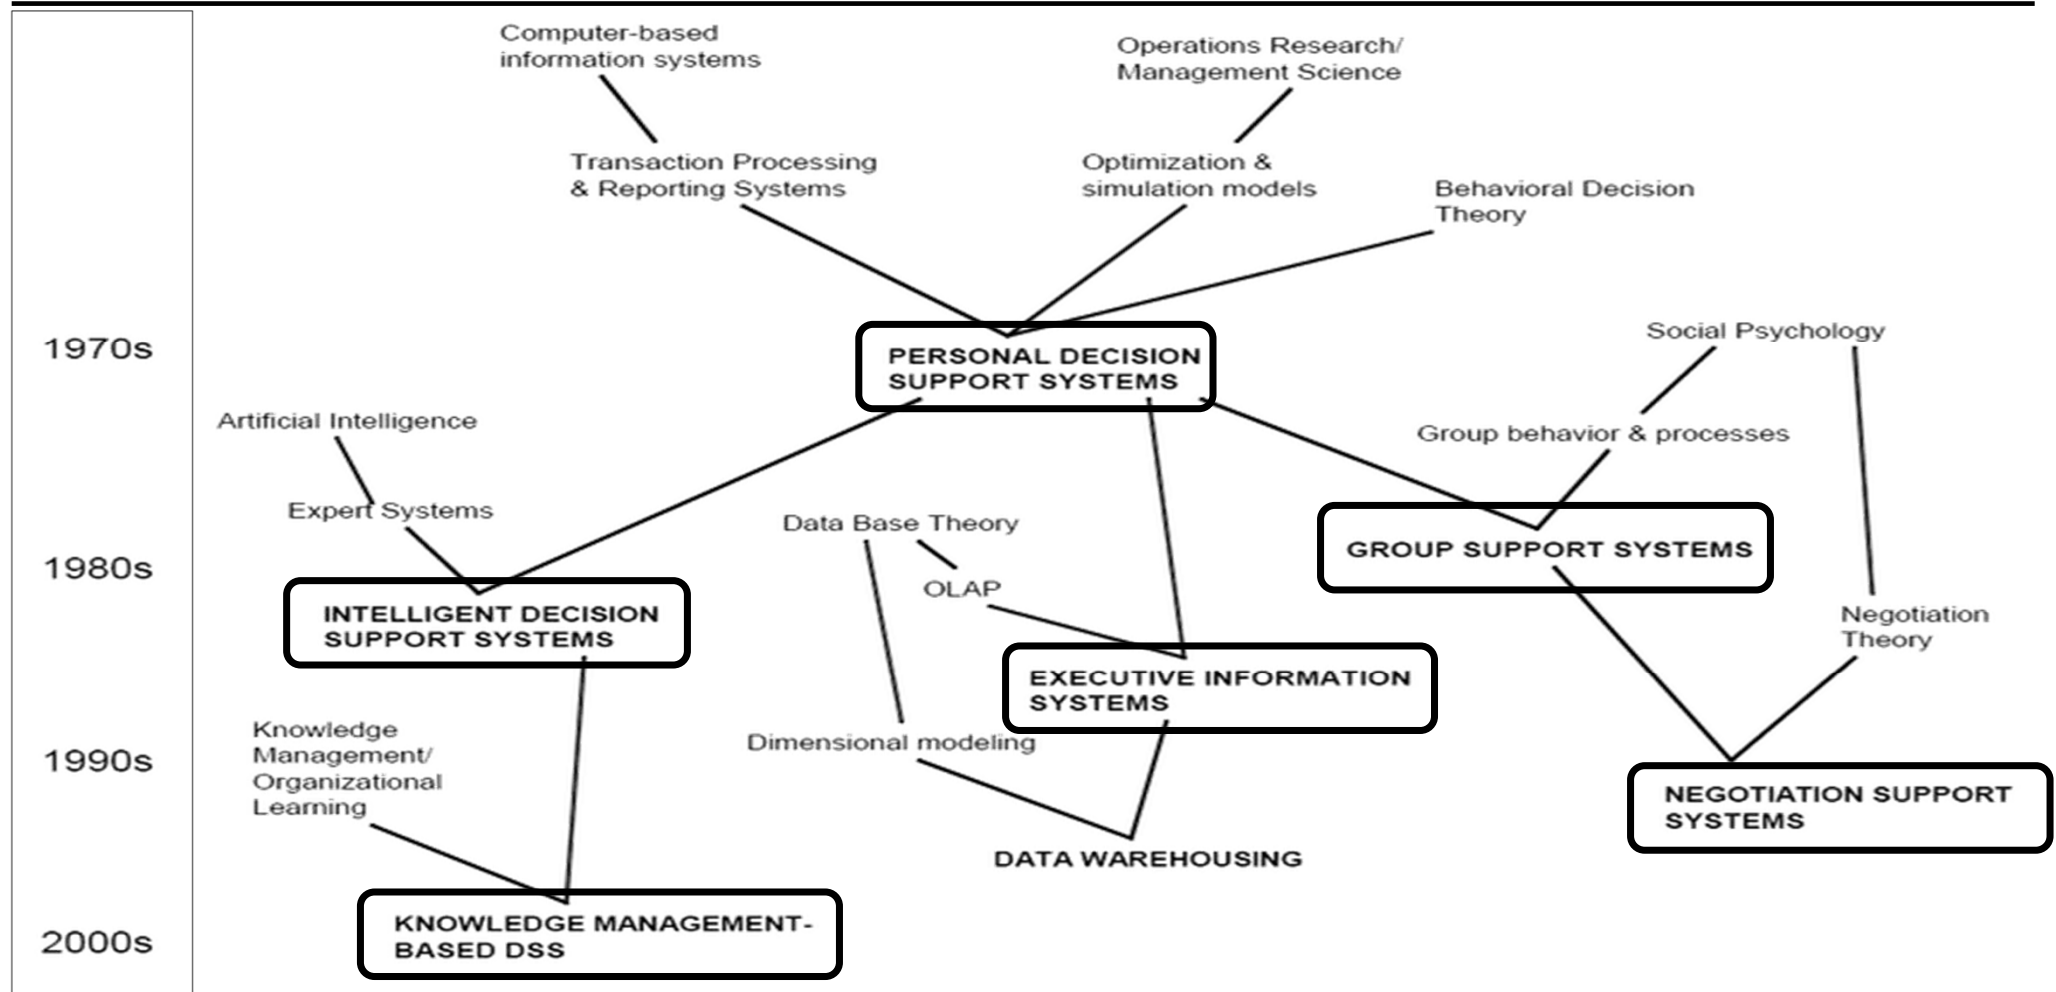 Computer-based
information systems
Operations Research/
Management Science
Transaction Processing
& Reporting Systems
Optimization &
simulation models
Behavioral Decision
Theory
1970s
PERSONAL DECISION
SUPPORT SYSTEMS
Social Psychology
Artificial Intelligence
Group behavior & processes
Expert Systems
Data Base Theory
GROUP SUPPORT SYSTEMS
1980s
OLAP
INTELLIGENT DECISION
SUPPORT SYSTEMS
Negotiation
Theory
EXECUTIVE INFORMATION
SYSTEMS
Knowledge
Management/
Organizational
Learning
Dimensional modeling
1990s
NEGOTIATION SUPPORT
SYSTEMS
DATA WAREHOUSING
KNOWLEDGE MANAGEMENT-
BASED DSS
2000s